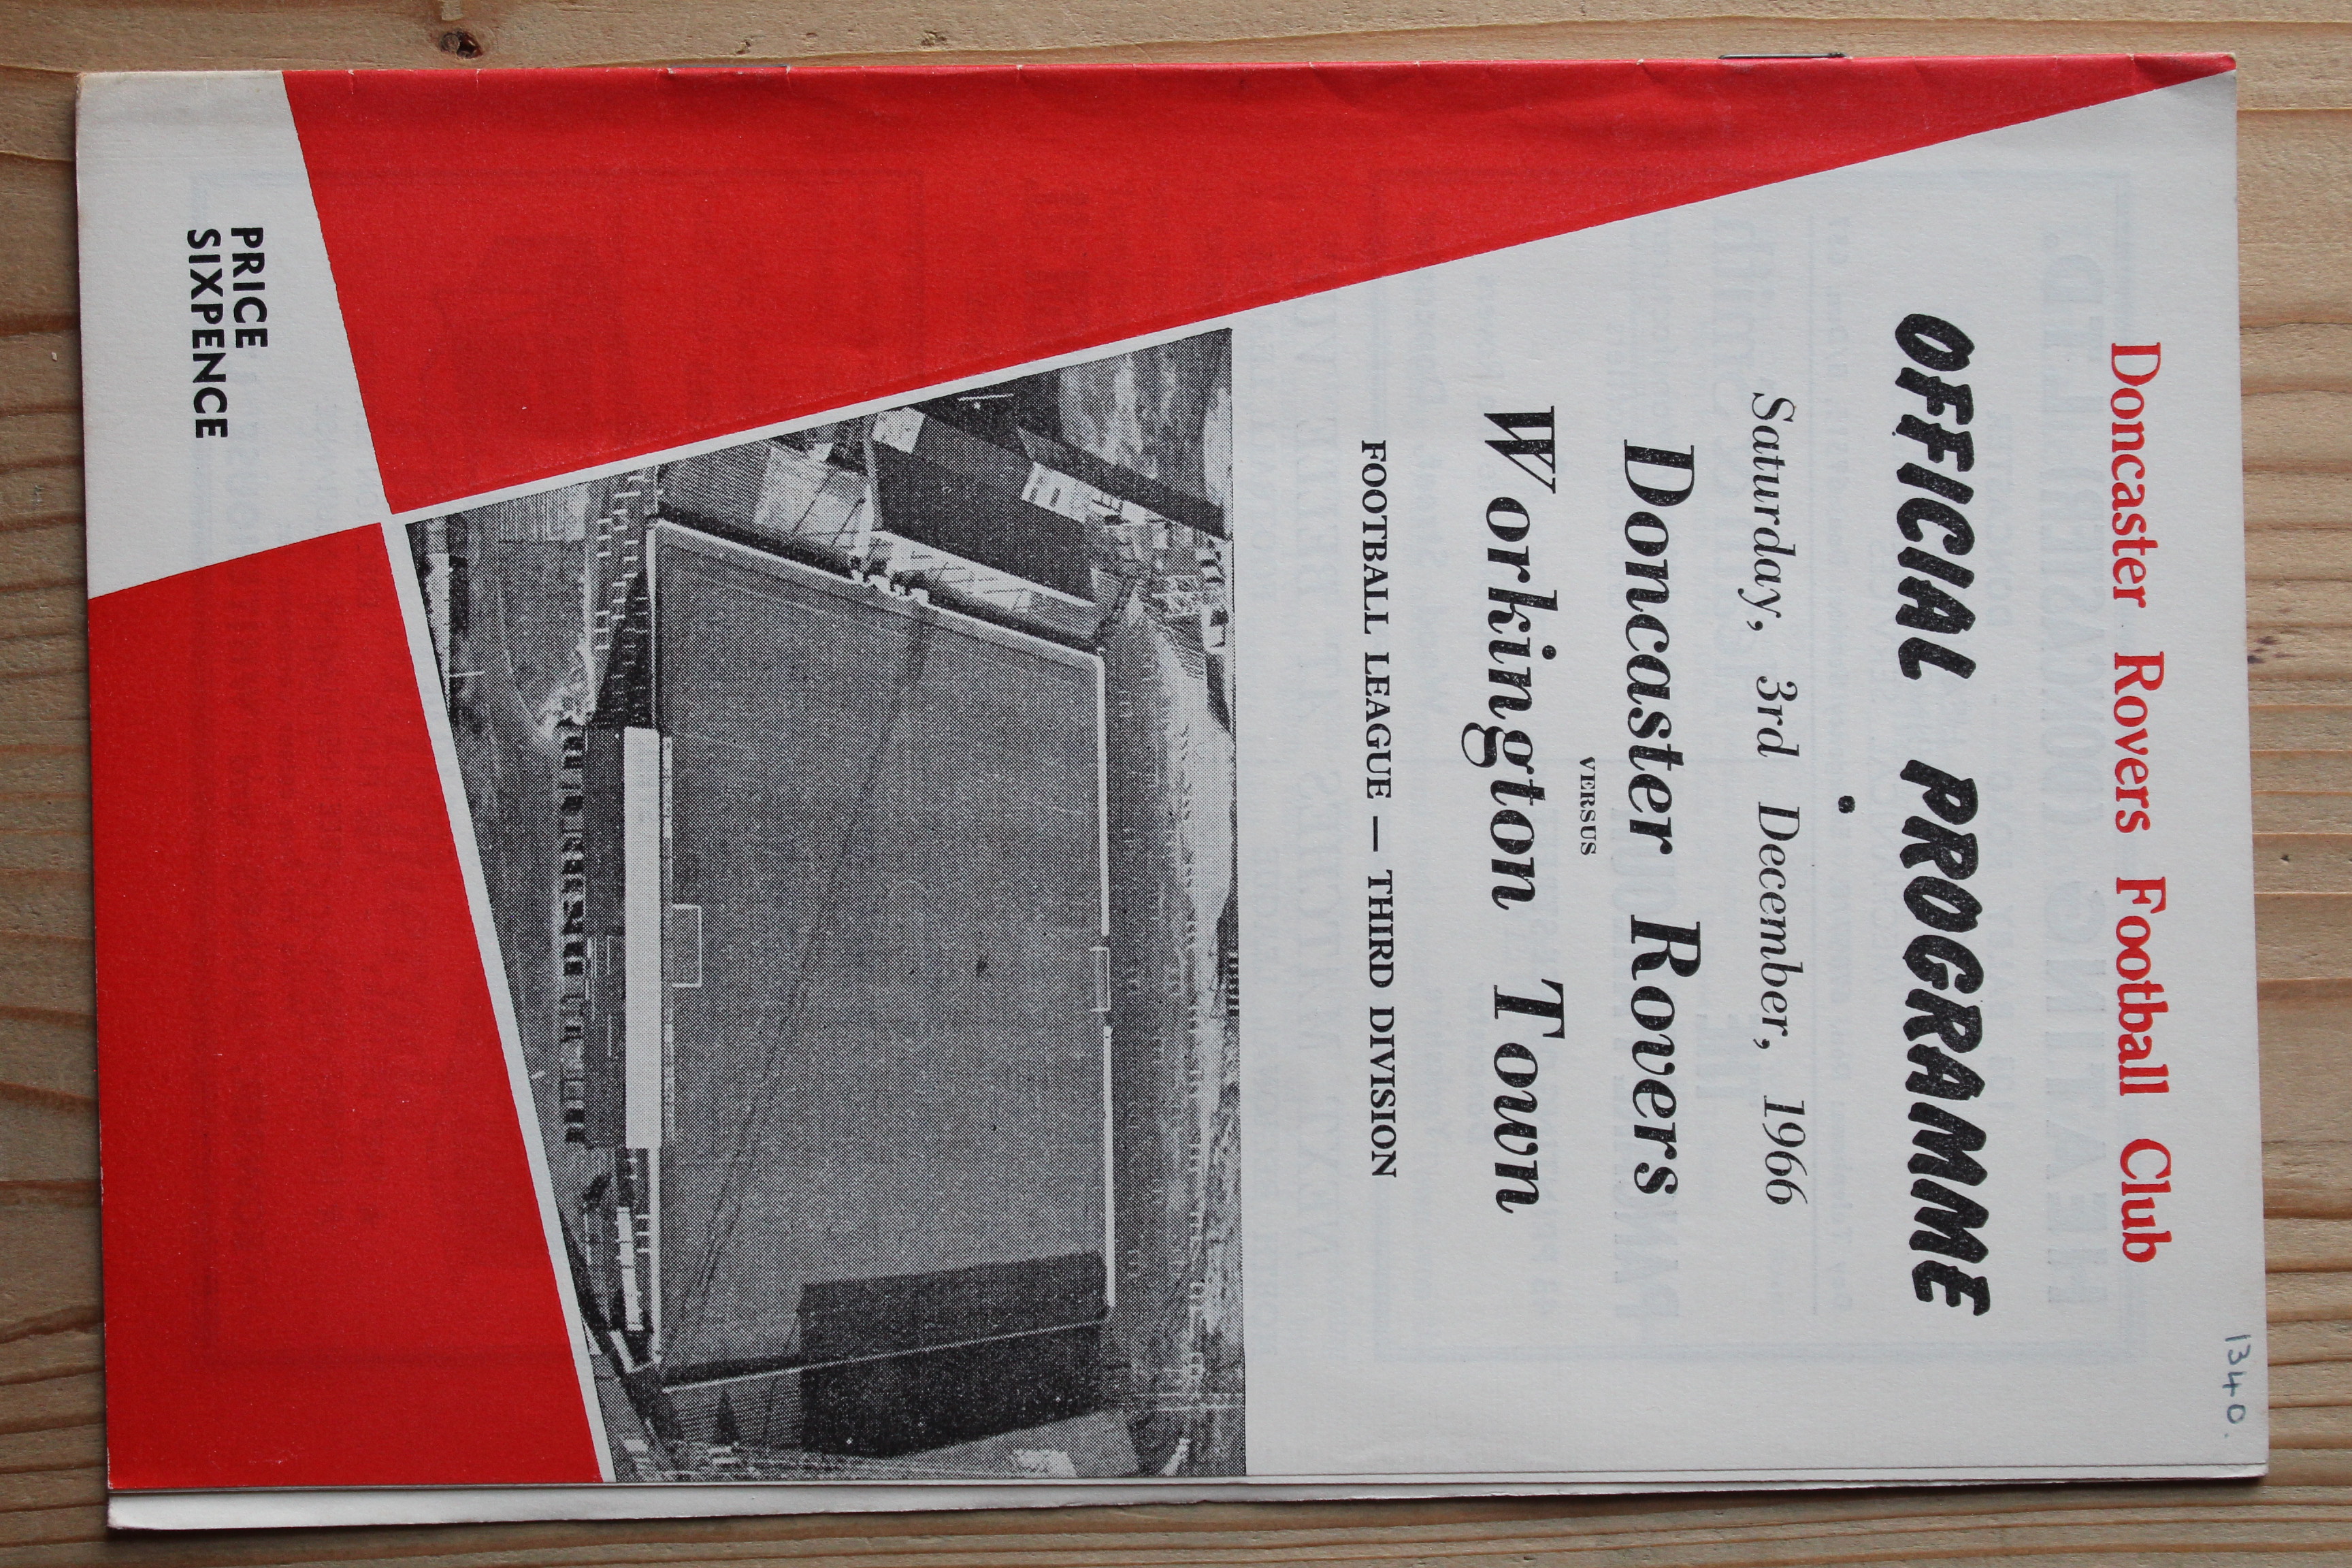 1340.
Doncaster Rovers Football Club
OFFICIAL PROGRAMME
Saturday, 3rd December, 1966
Doncaster Rovers
VERSUS
Workington Town
FOOTBALL LEAGUE — THIRD DIVISION
PRICE
SIXPENCE